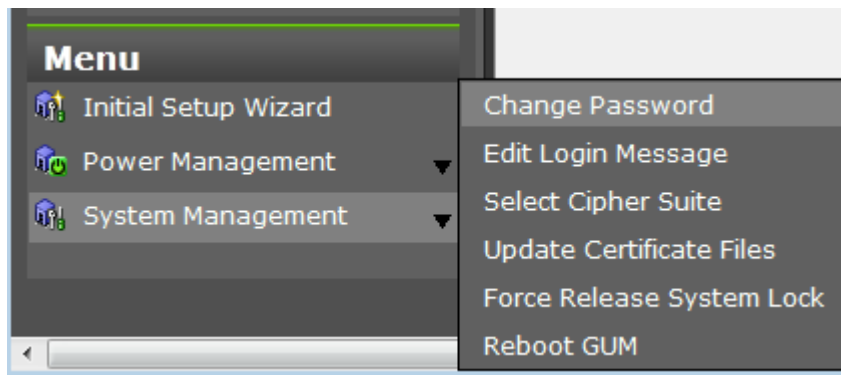 Menu
Initial Setup Wizard
Power Management
System Management
Change Password
Edit Login Message
Select Cipher Suite
Update Certificate Files
Force Release System Lock
Reboot GUM